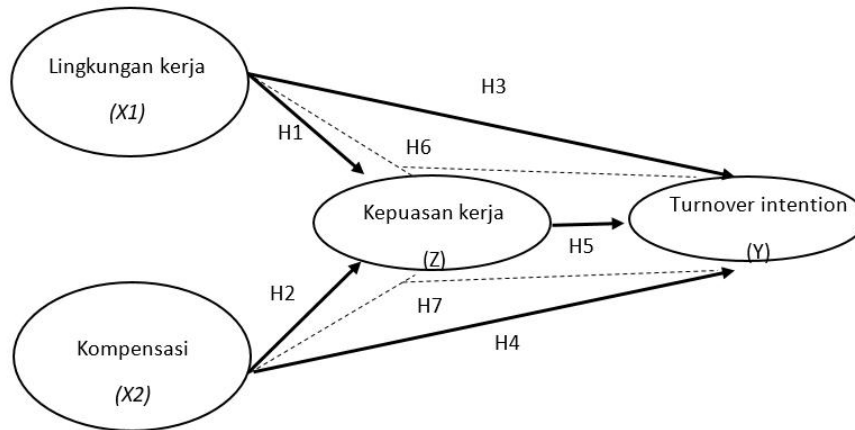 Lingkungan kerja
(X1)
H3
H1
H6
Kepuasan kerja
(Z)
Turnover intention
(Y)
H5
H2
H7
H4
Kompensasi
(X2)